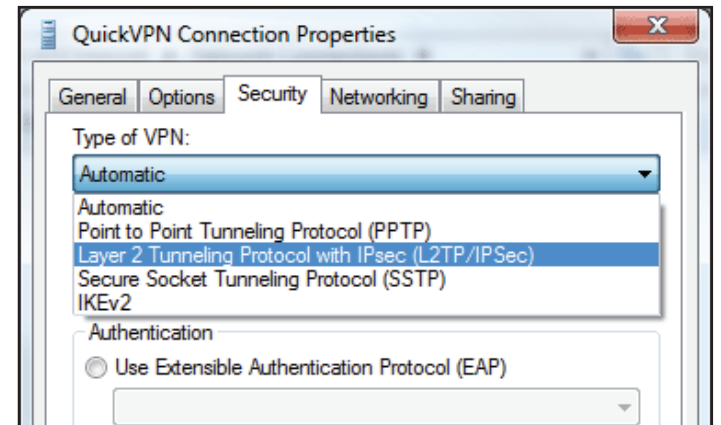 QuickVPN Connection Properties
General Options Security Networking Sharing
Type of VPN:
Automatic
Automatic
Point to Point Tunneling Protocol (PPTP)
Layer 2 Tunneling Protocol with IPsec (L2TP/IPSec)
Secure Socket Tunneling Protocol (SSTP)
IKEv2
Authentication
Use Extensible Authentication Protocol (EAP)